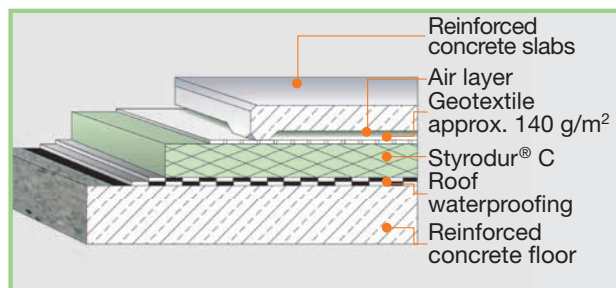 Reinforced
concrete slabs
Air layer
Geotextile
approx. 140 g/m²
Styrodur® C
Roof
waterproofing
Reinforced
concrete floor